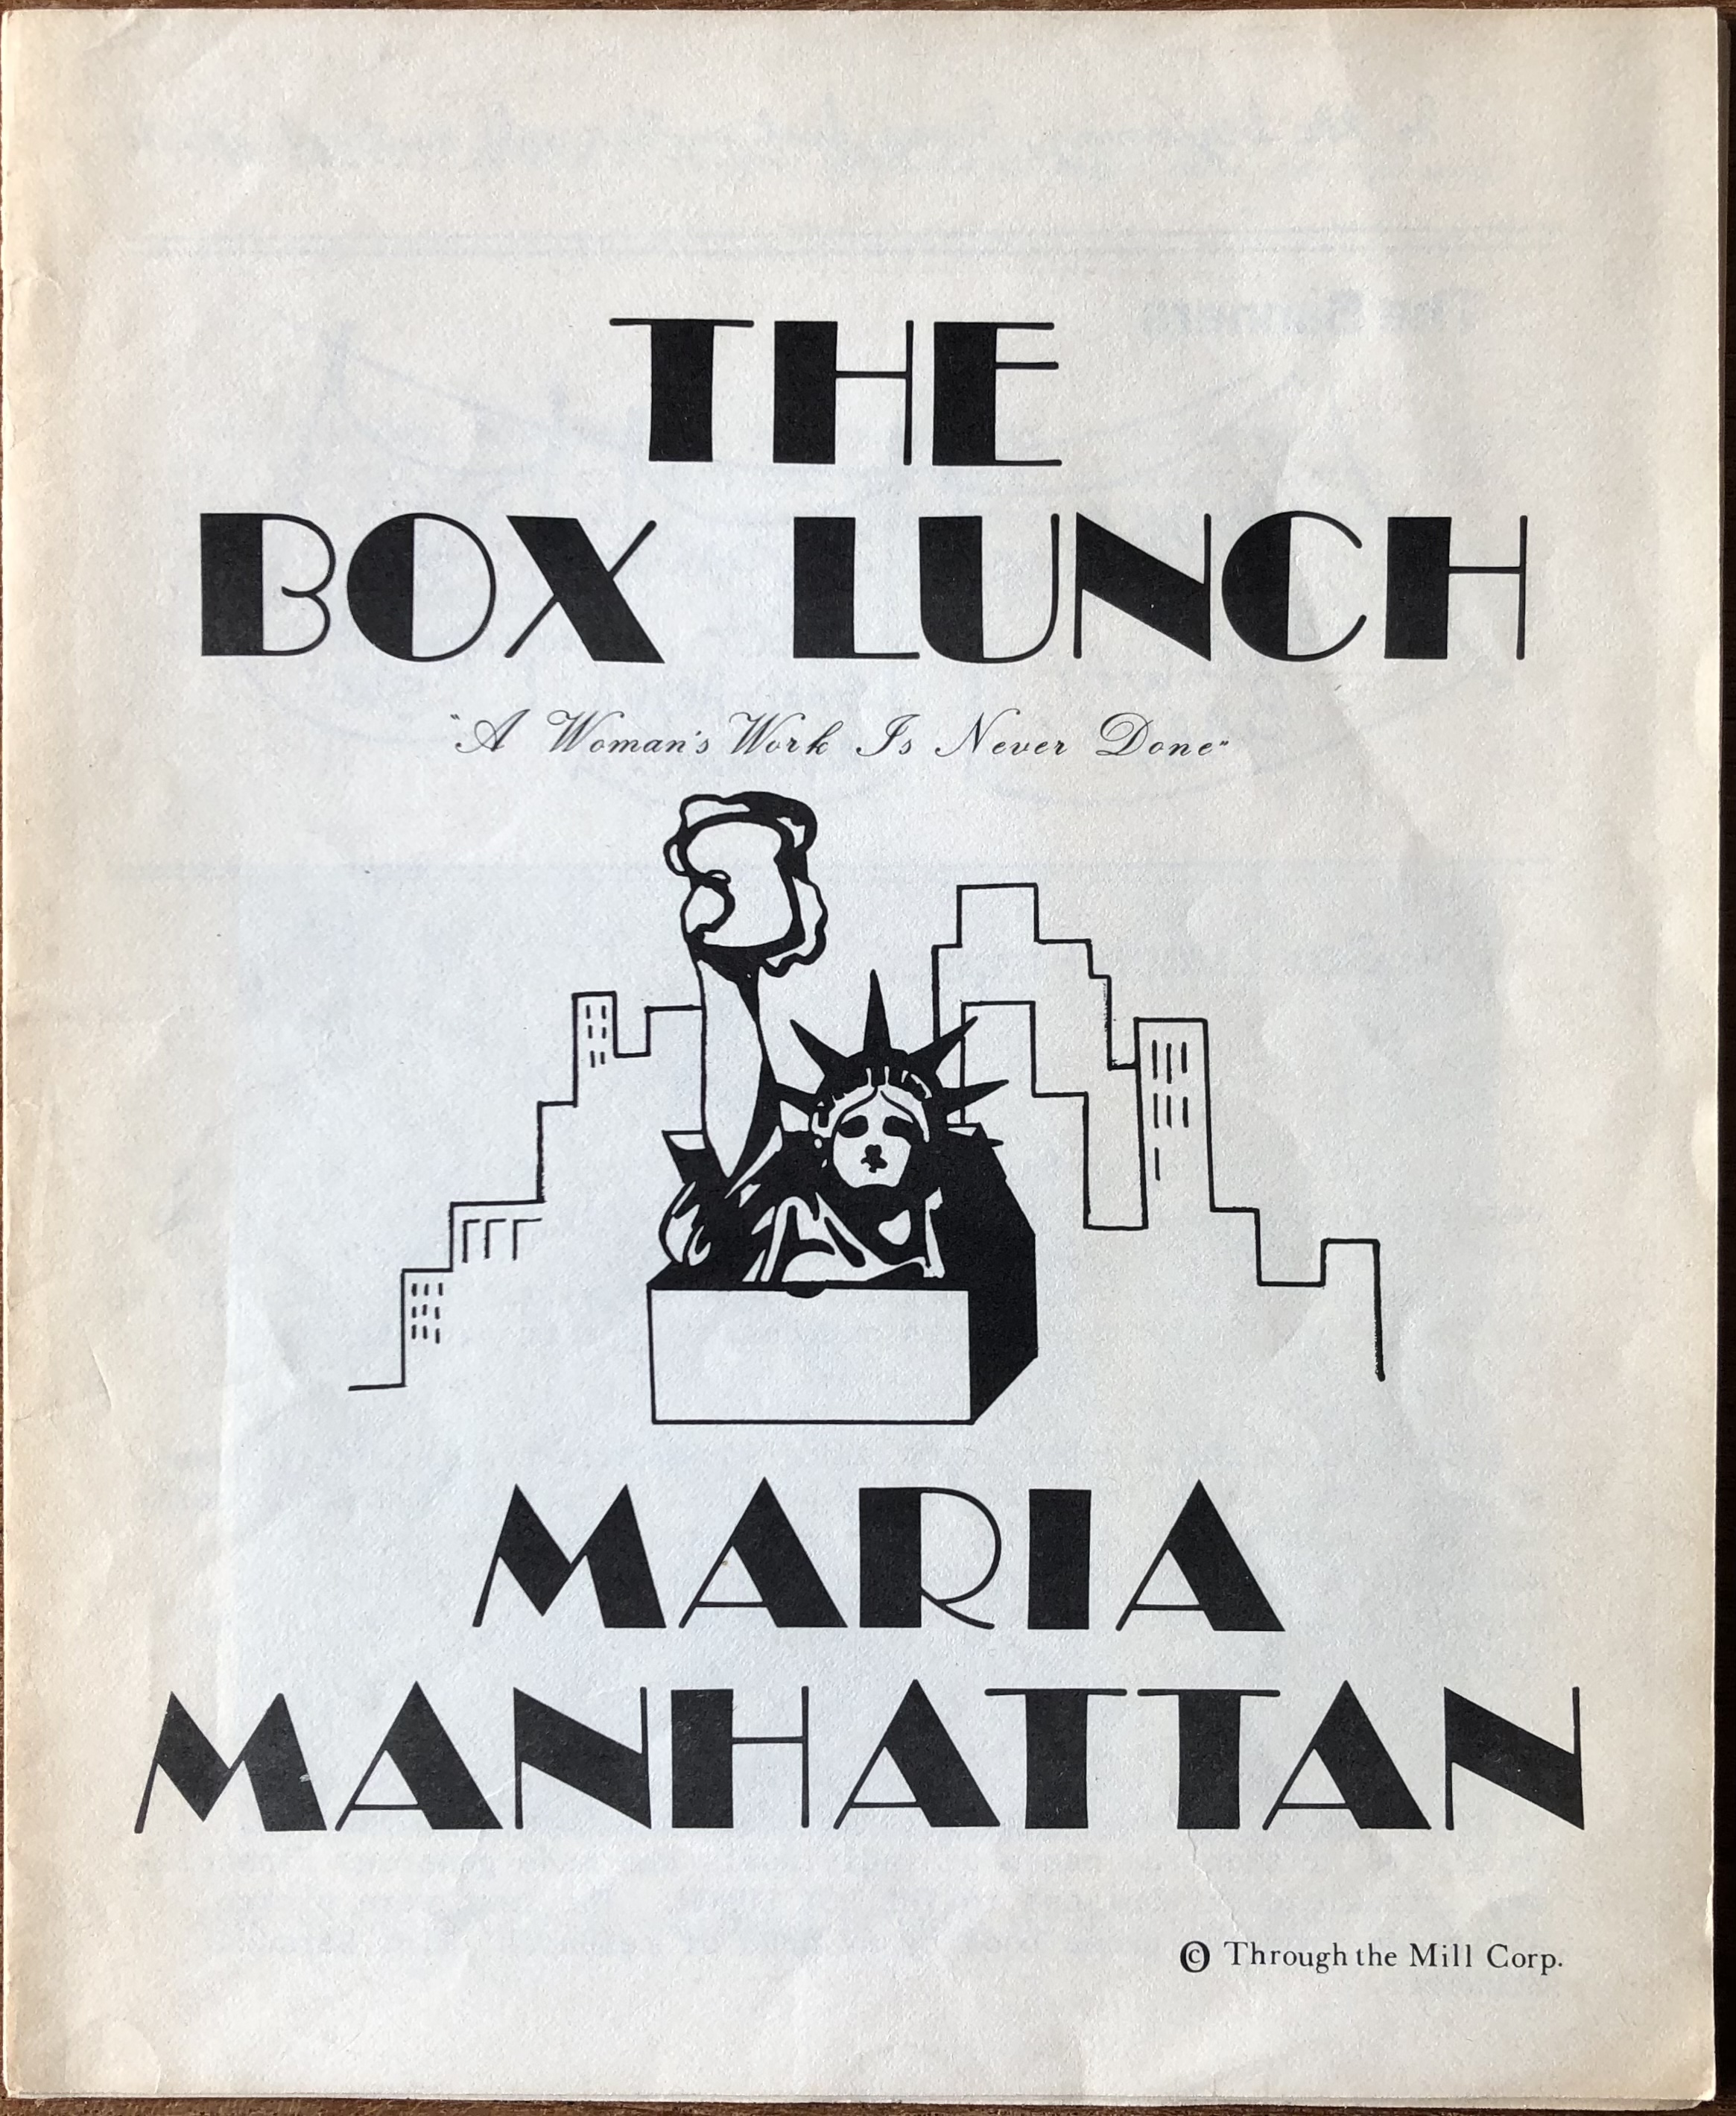 THE
BOX LUNCH
"A Woman's Work Is Never Done"
MARIA
MANHATTAN
© Through the Mill Corp.